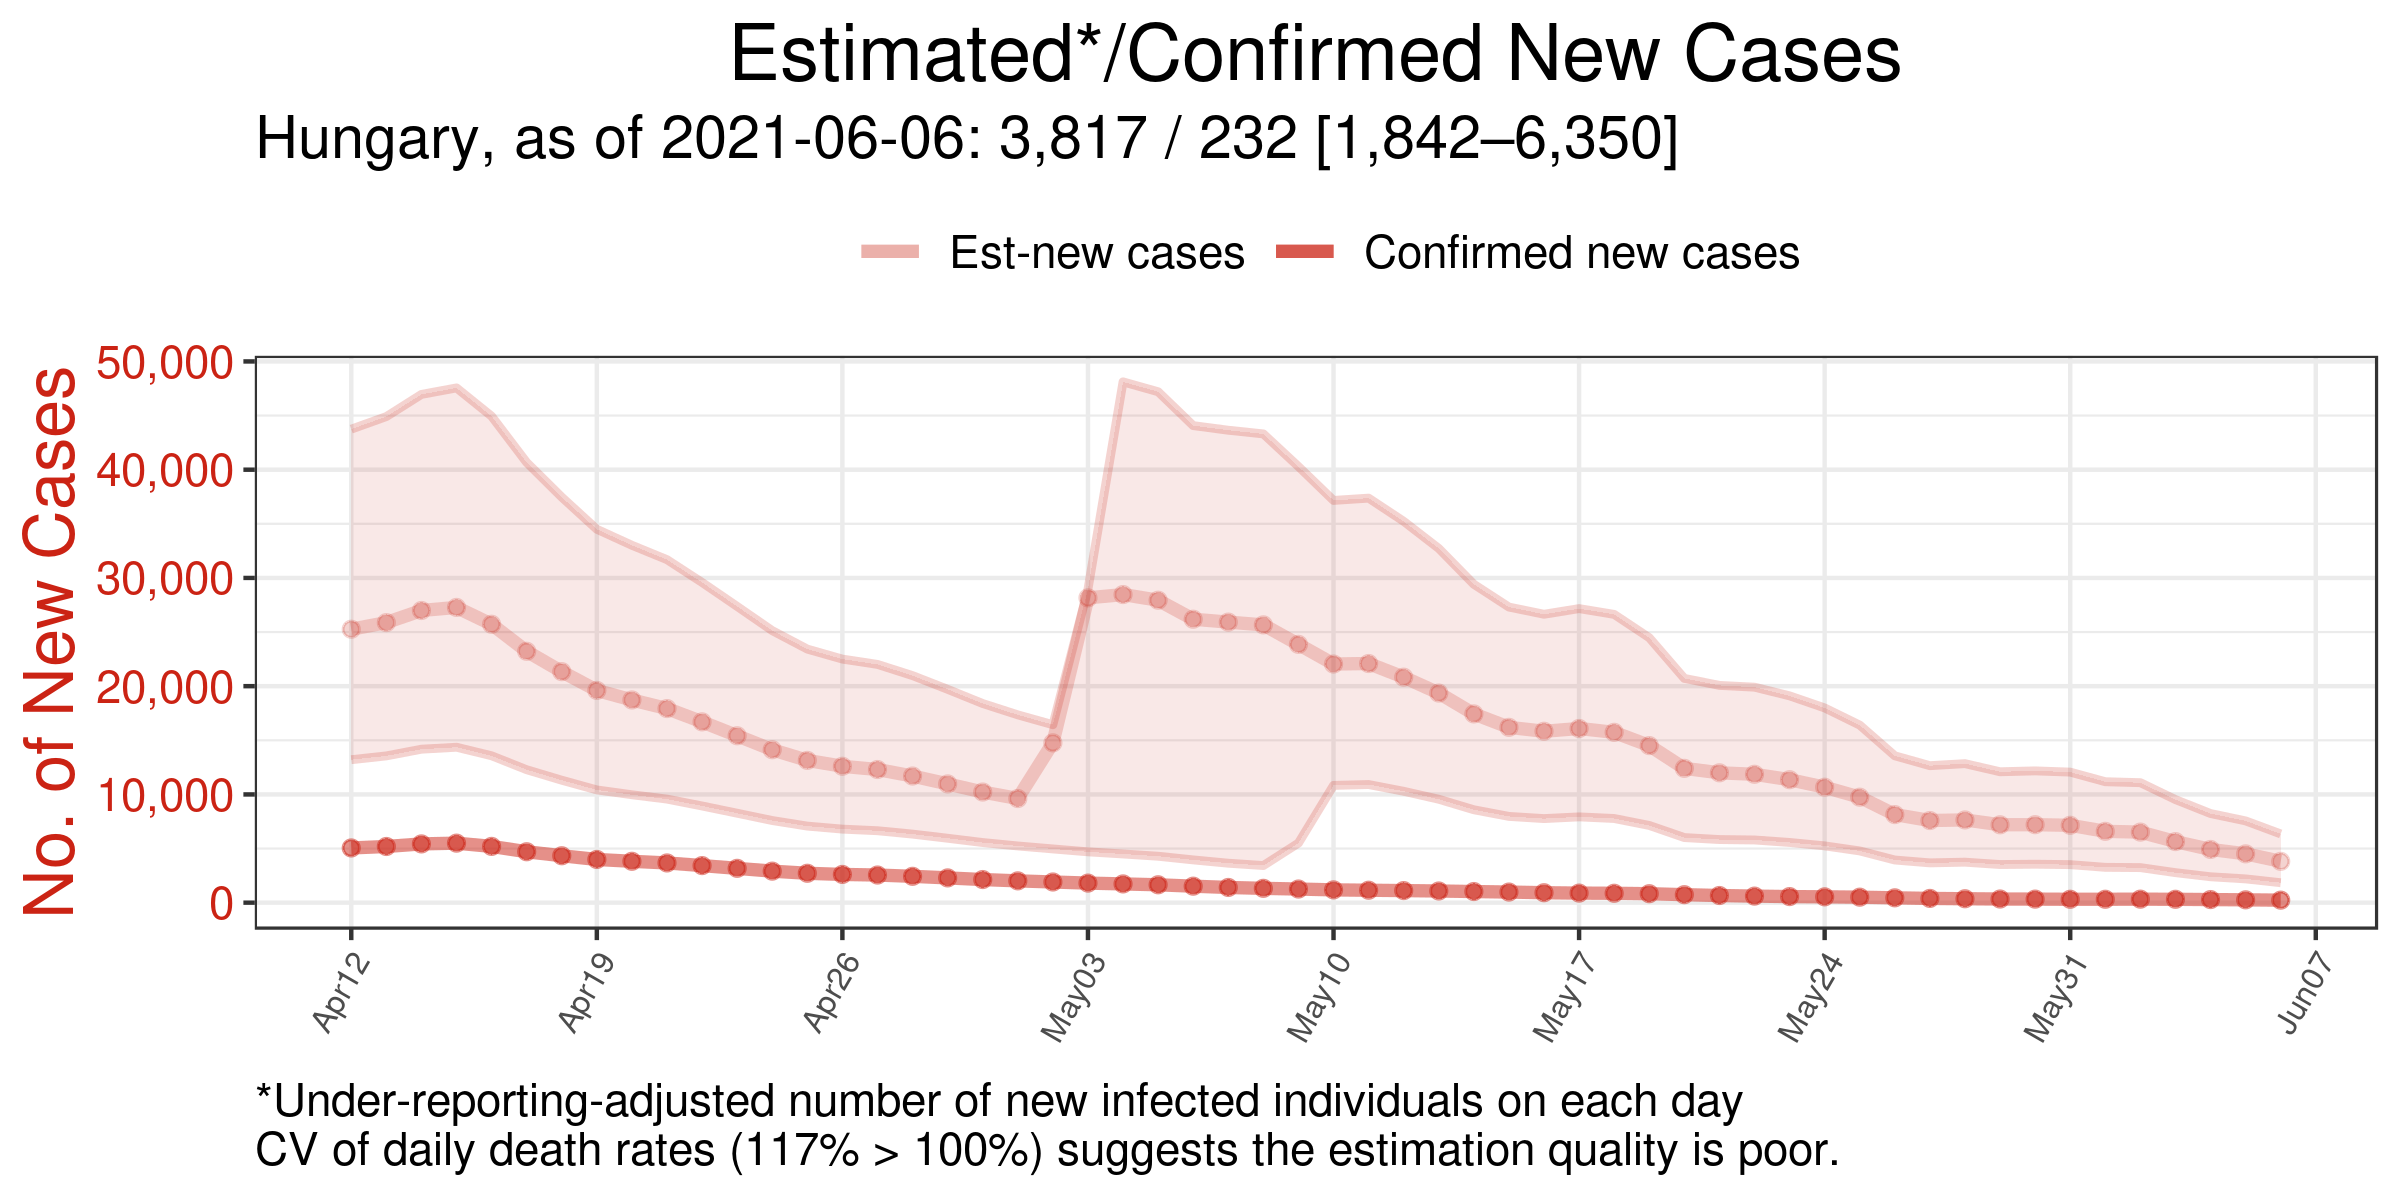 Estimated*/Confirmed New Cases
Hungary, as of 2021-06-06: 3,817 / 232 [1,842–6,350]
Est-new cases
Confirmed new cases
No. of New Cases
50,000
40,000
30,000
20,000
10,000
0
Apr12
Apr19
Apr26
May03
May10
May17
May24
May31
Jun07
*Under-reporting-adjusted number of new infected individuals on each day
CV of daily death rates (117% > 100%) suggests the estimation quality is poor.